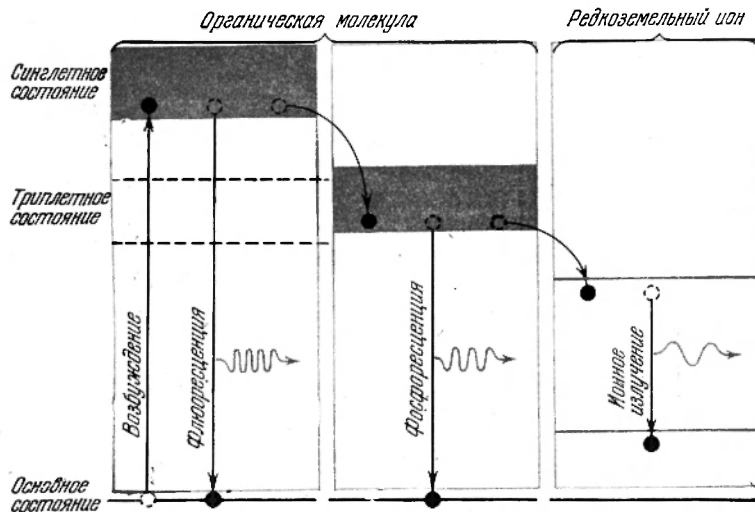 Органическая молекула
Редкоземельный ион
Синглетное
состояние
Триплетное
состояние
Возбуждение
Флюоресценция
Фосфоресценция
Ионное
излучение
Основное
состояние